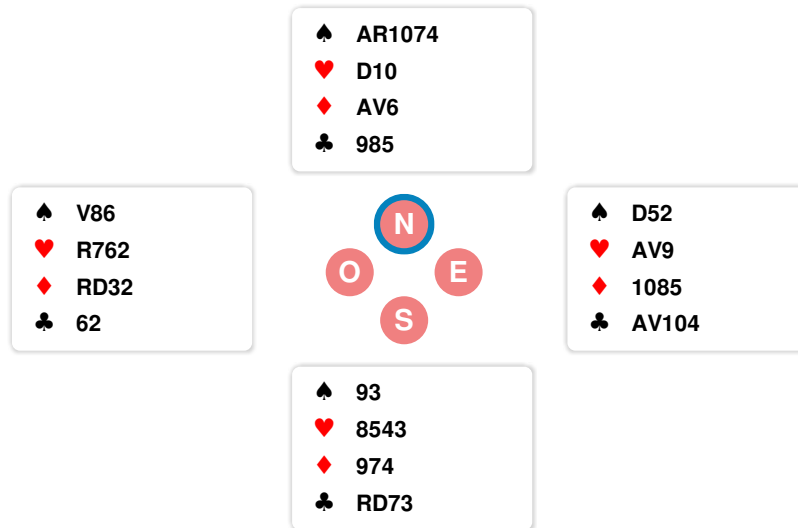 ♠ AR1074
♥ D10
♦ AV6
♣ 985
♠ V86
♥ R762
♦ RD32
♣ 62
N
O E
S
♠ D52
♥ AV9
♦ 1085
♣ AV104
♠ 93
♥ 8543
♦ 974
♣ RD73